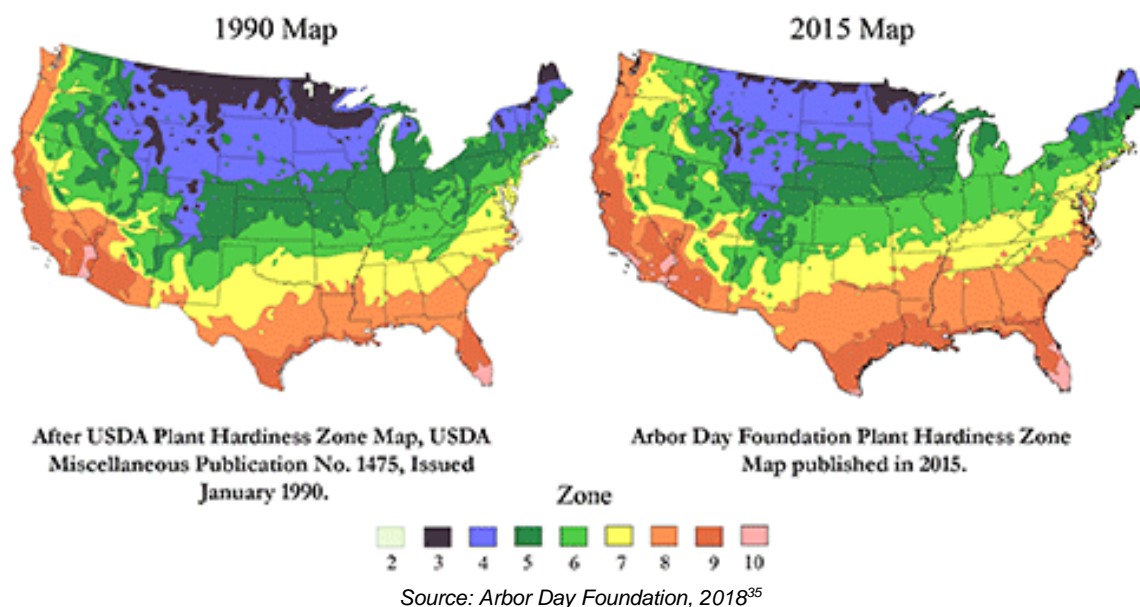 1990 Map
2015 Map
After USDA Plant Hardiness Zone Map, USDA
Miscellaneous Publication No. 1475, Issued
January 1990.
Arbor Day Foundation Plant Hardiness Zone
Map published in 2015.
Zone
2 3 4 5 6 7 8 9 10
Source: Arbor Day Foundation, 2018³⁵